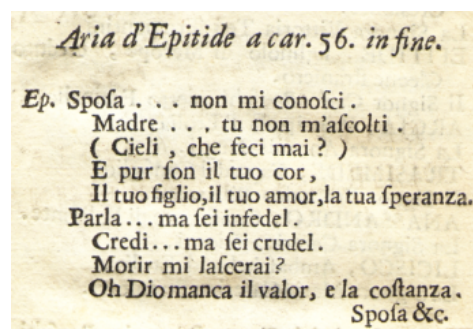 Aria d'Epitide a car. 56. in fine.
Ep. Spoſa . . . non mi conoſci .
Madre . . , tu non m'aſcolti .
( Cieli , che feci mai ? )
E pur ſon il tuo cor ,
Il tuo figlio,il tuo amor,la tua ſperanza.
Parla ... ma ſei infedel .
Credi ... ma ſei crudel .
Morir mi laſcerai ?
Oh Dio manca il valor, e la coſtanza .
Spoſa &c.